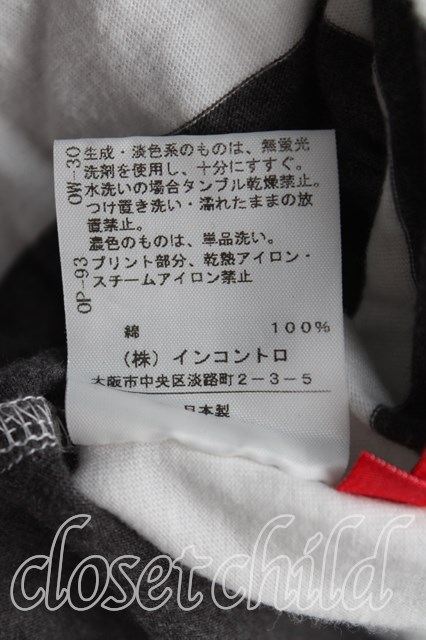 OW-30
生成・淡色系のものは、無蛍光
洗剤を使用し、十分にすすぐ。
水洗いの場合タンブル乾燥禁止。
つけ置き洗い・濡れたままの放
置禁止。
濃色のものは、単品洗い。
OP-93
プリント部分、乾熱アイロン・
スチームアイロン禁止
綿 100%
(株) インコントロ
大阪市中央区淡路町2-3-5
日本製
closet child